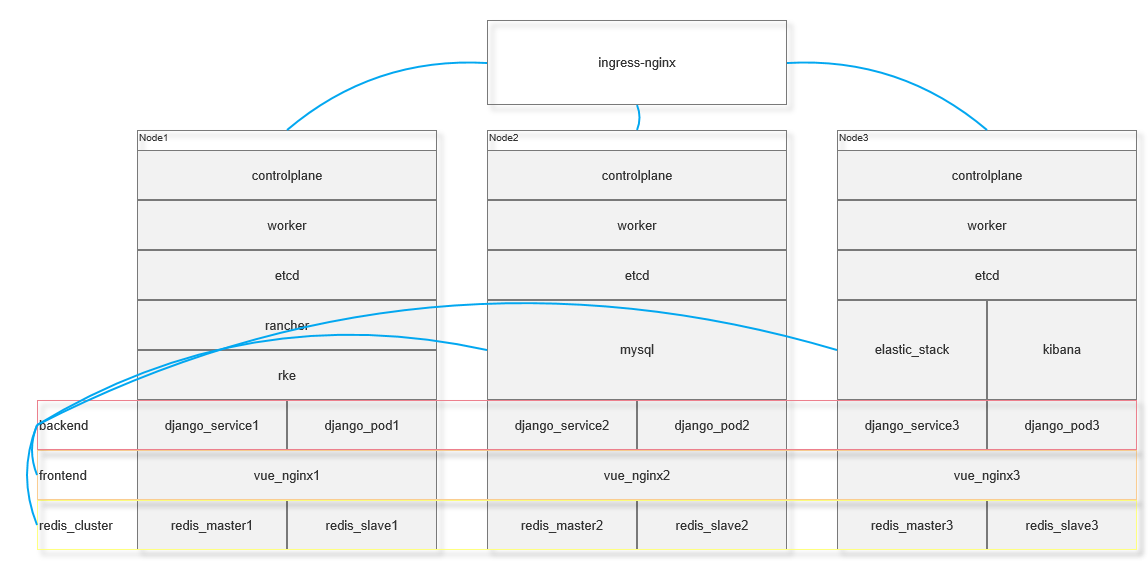 ingress-nginx
Node1
Node2
Node3
controlplane
controlplane
controlplane
worker
worker
worker
etcd
etcd
etcd
rancher
mysql
elastic_stack
kibana
rke
backend
django_service1
django_pod1
django_service2
django_pod2
django_service3
django_pod3
frontend
vue_nginx1
vue_nginx2
vue_nginx3
redis_cluster
redis_master1
redis_slave1
redis_master2
redis_slave2
redis_master3
redis_slave3